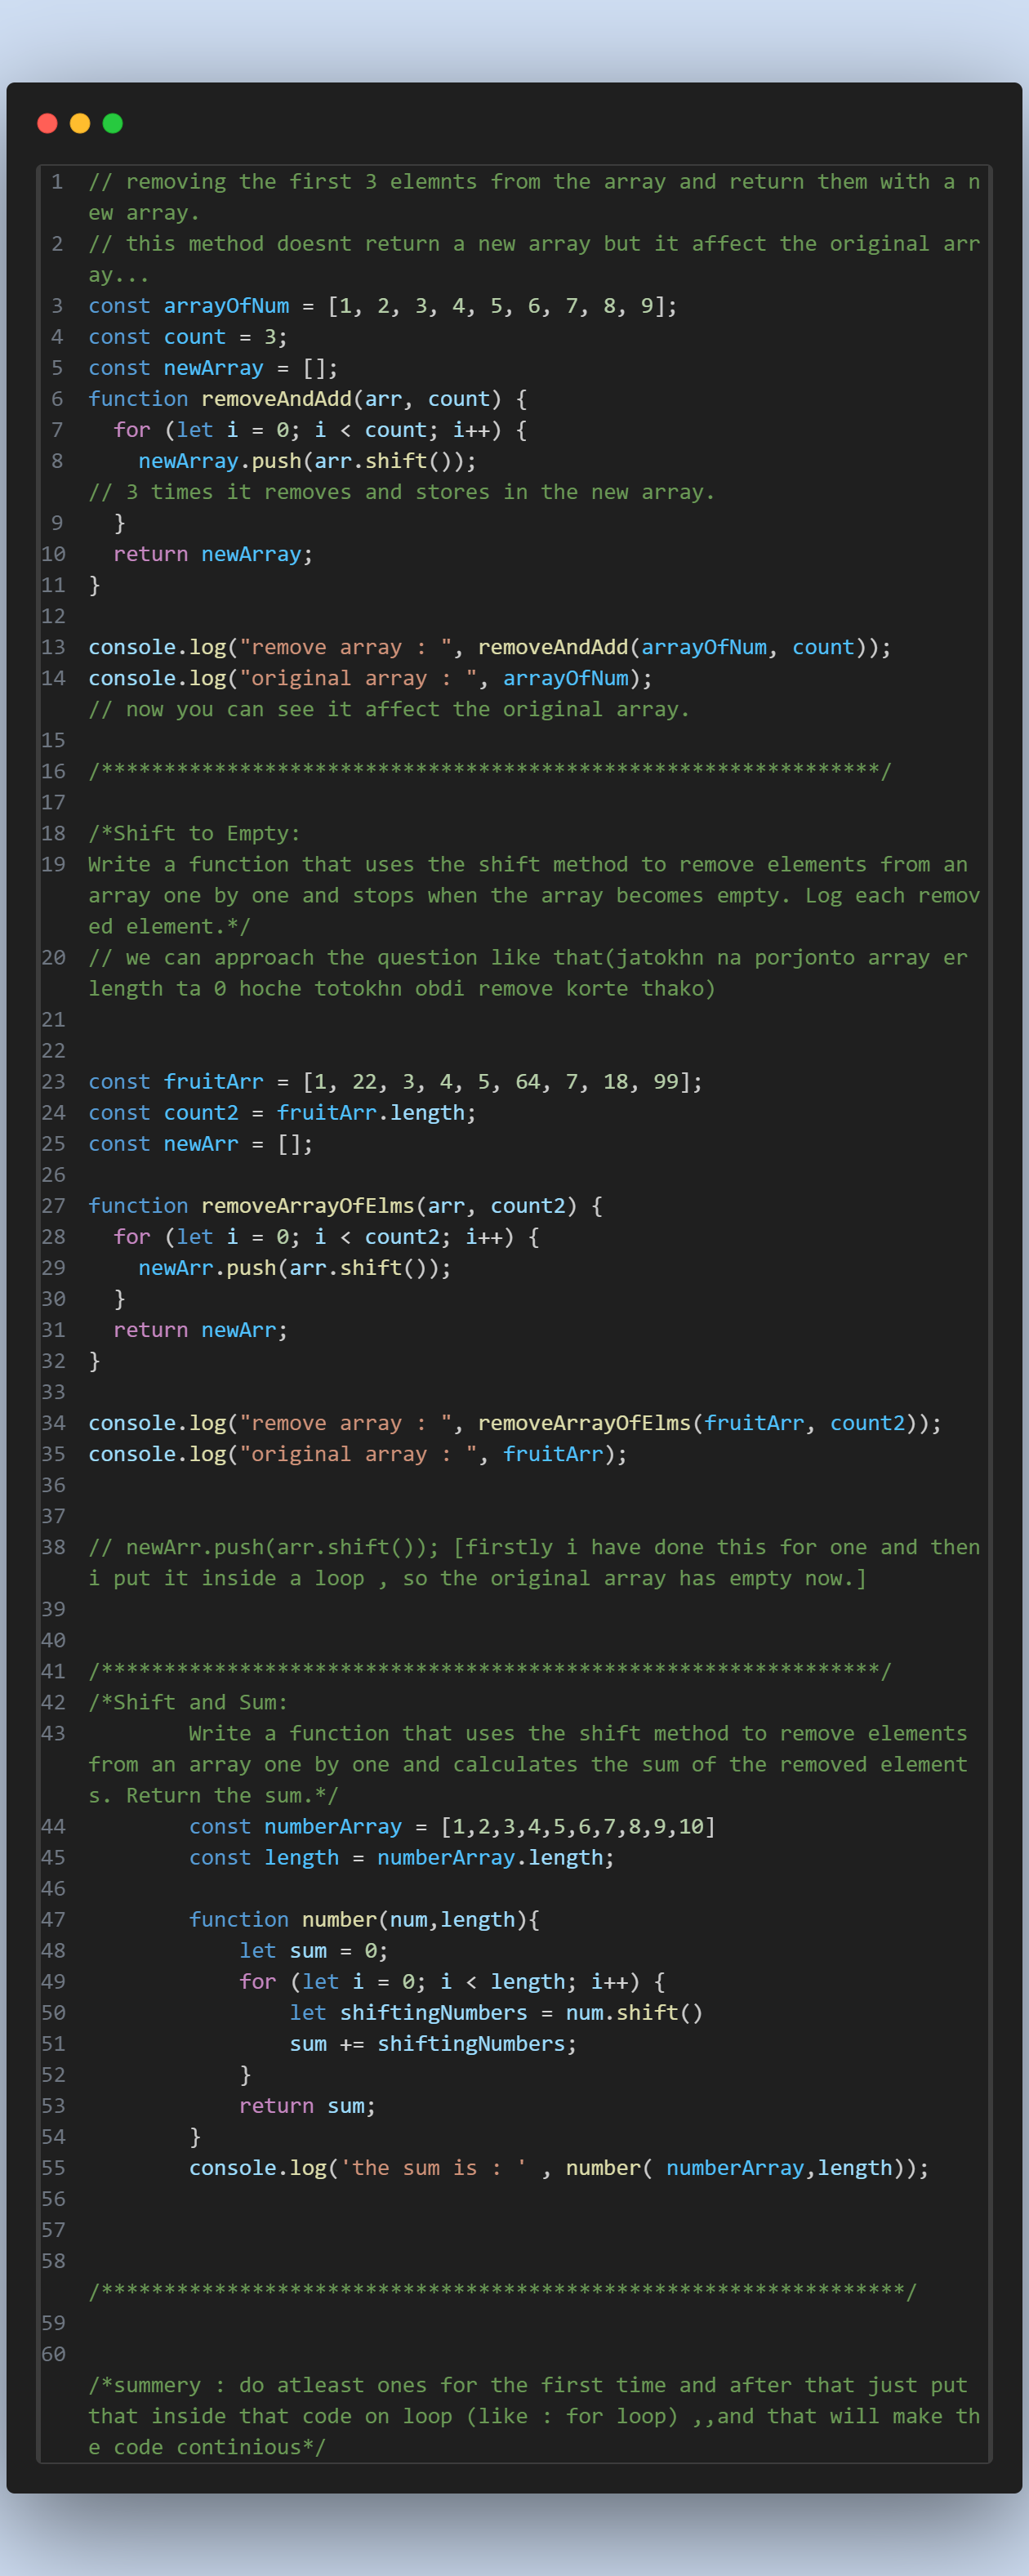 1 // removing the first 3 elemnts from the array and return them with a n
ew array.
2 // this method doesnt return a new array but it affect the original arr
ay...
3 const arrayOfNum = [1, 2, 3, 4, 5, 6, 7, 8, 9];
4 const count = 3;
5 const newArray = [];
6 function removeAndAdd(arr, count) {
7   for (let i = 0; i < count; i++) {
8     newArray.push(arr.shift());
// 3 times it removes and stores in the new array.
9   }
10   return newArray;
11 }
12
13 console.log("remove array : ", removeAndAdd(arrayOfNum, count));
14 console.log("original array : ", arrayOfNum);
// now you can see it affect the original array.
15
16 /**************************************************************/
17
18 /*Shift to Empty:
19 Write a function that uses the shift method to remove elements from an
array one by one and stops when the array becomes empty. Log each remov
ed element.*/
20 // we can approach the question like that(jatokhn na porjonto array er
length ta 0 hoche totokhn obdi remove korte thako)
21
22
23 const fruitArr = [1, 22, 3, 4, 5, 64, 7, 18, 99];
24 const count2 = fruitArr.length;
25 const newArr = [];
26
27 function removeArrayOfElms(arr, count2) {
28   for (let i = 0; i < count2; i++) {
29     newArr.push(arr.shift());
30   }
31   return newArr;
32 }
33
34 console.log("remove array : ", removeArrayOfElms(fruitArr, count2));
35 console.log("original array : ", fruitArr);
36
37
38 // newArr.push(arr.shift()); [firstly i have done this for one and then
i put it inside a loop , so the original array has empty now.]
39
40
41 /**************************************************************/
42 /*Shift and Sum:
43         Write a function that uses the shift method to remove elements
from an array one by one and calculates the sum of the removed element
s. Return the sum.*/
44         const numberArray = [1,2,3,4,5,6,7,8,9,10]
45         const length = numberArray.length;
46
47         function number(num,length){
48             let sum = 0;
49             for (let i = 0; i < length; i++) {
50                 let shiftingNumbers = num.shift()
51                 sum += shiftingNumbers;
52             }
53             return sum;
54         }
55         console.log('the sum is : ' , number( numberArray,length));
56
57
58
/****************************************************************/
59
60
/*summery : do atleast ones for the first time and after that just put
that inside that code on loop (like : for loop) ,,and that will make th
e code continious*/